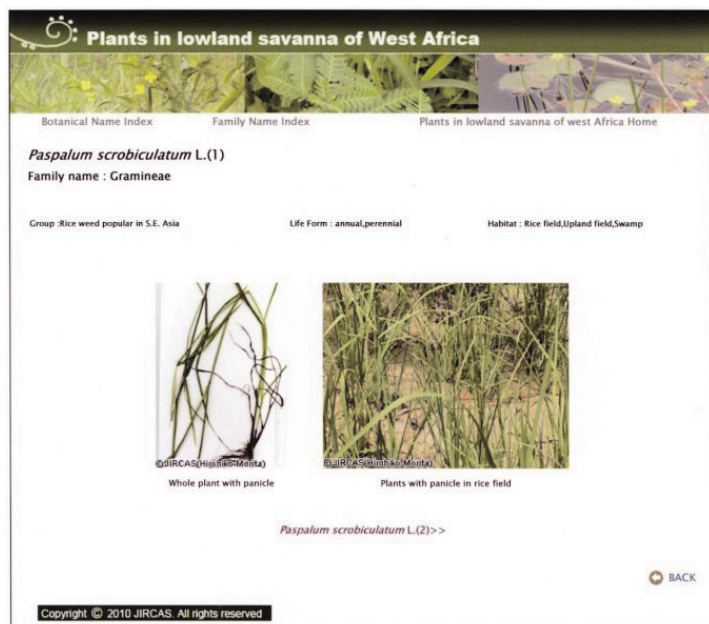 Plants in lowland savanna of West Africa
Botanical Name Index Family Name Index Plants in lowland savanna of west Africa Home
Paspalum scrobiculatum L.(1)
Family name : Gramineae
Group :Rice weed popular in S.E. Asia Life Form : annual,perennial Habitat : Rice field,Upland field,Swamp
©JIRCAS(Hirohiko Morita) ©JIRCAS(Hirohiko Morita)
Whole plant with panicle Plants with panicle in rice field
Paspalum scrobiculatum L.(2)>>
BACK
Copyright © 2010 JIRCAS. All rights reserved